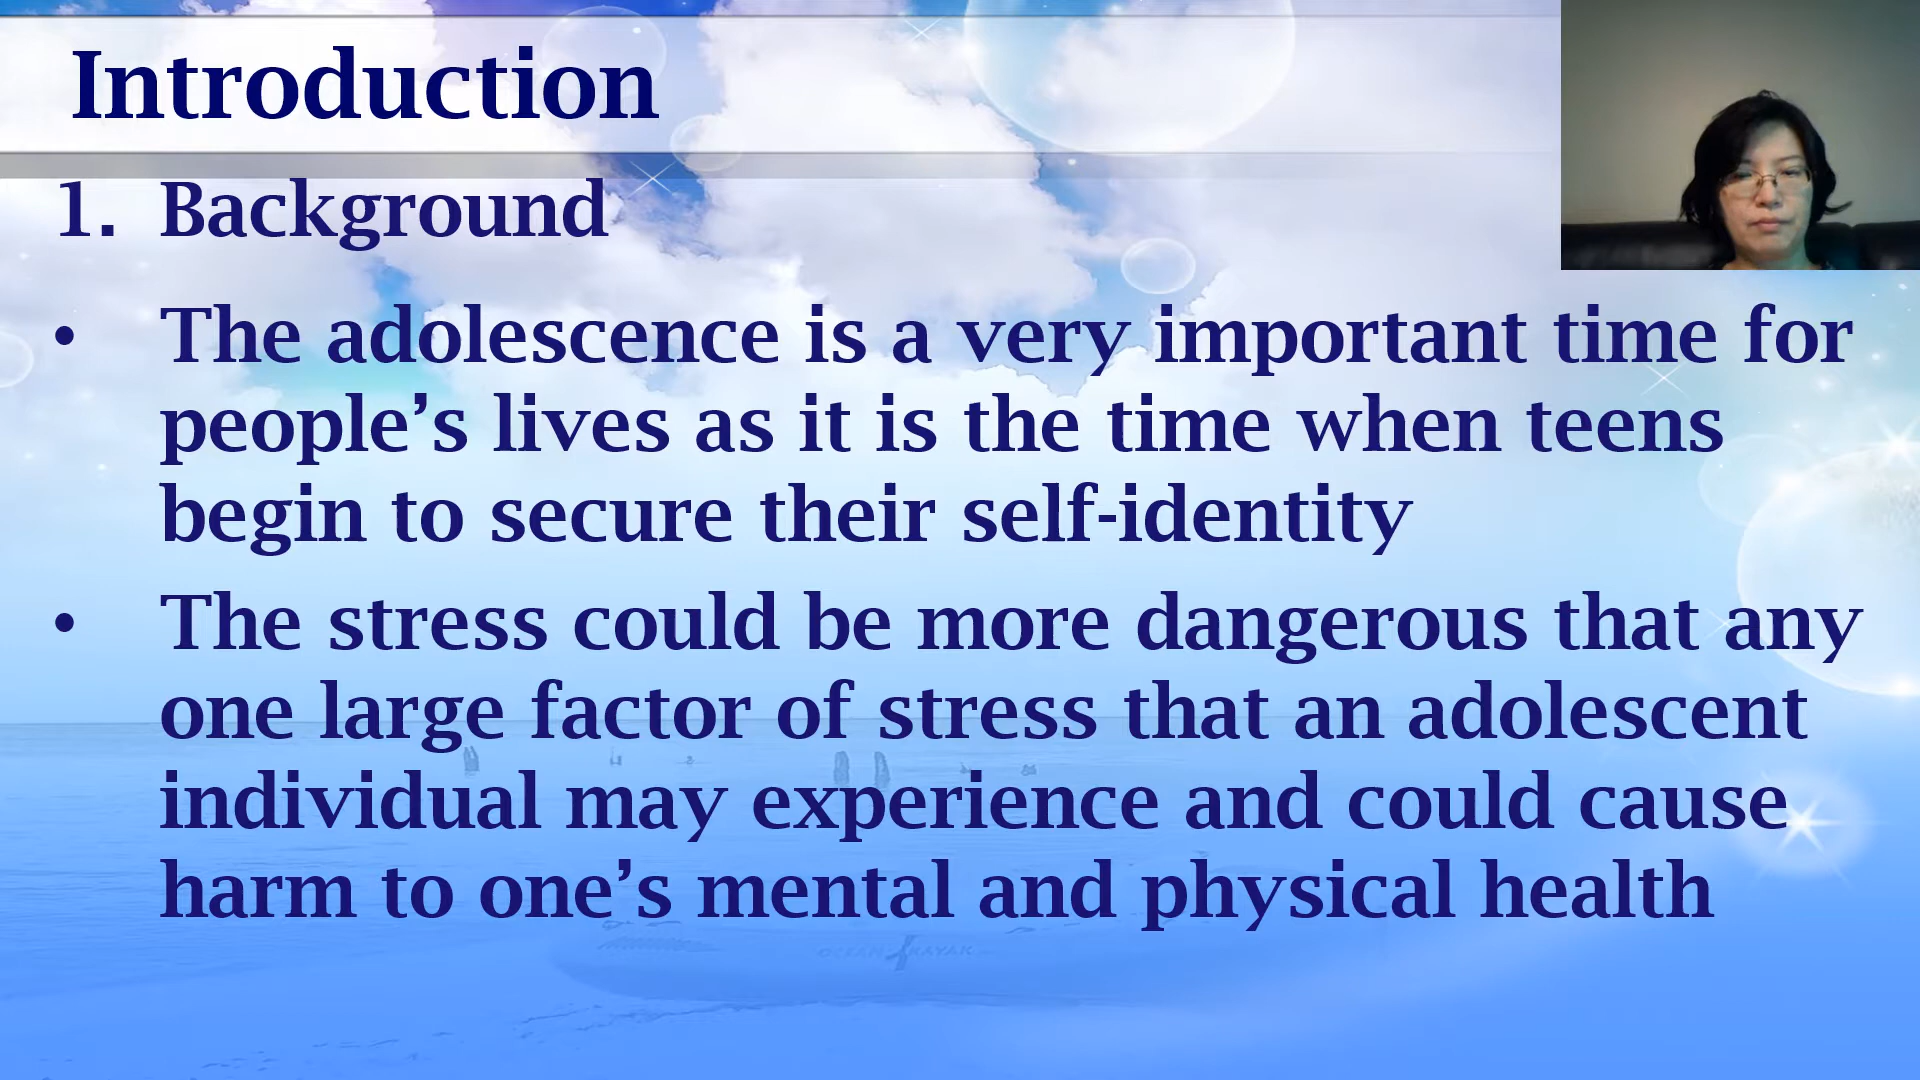 Introduction
1. Background
• The adolescence is a very important time for
people’s lives as it is the time when teens
begin to secure their self-identity
• The stress could be more dangerous that any
one large factor of stress that an adolescent
individual may experience and could cause
harm to one’s mental and physical health
OCEAN KAYAK